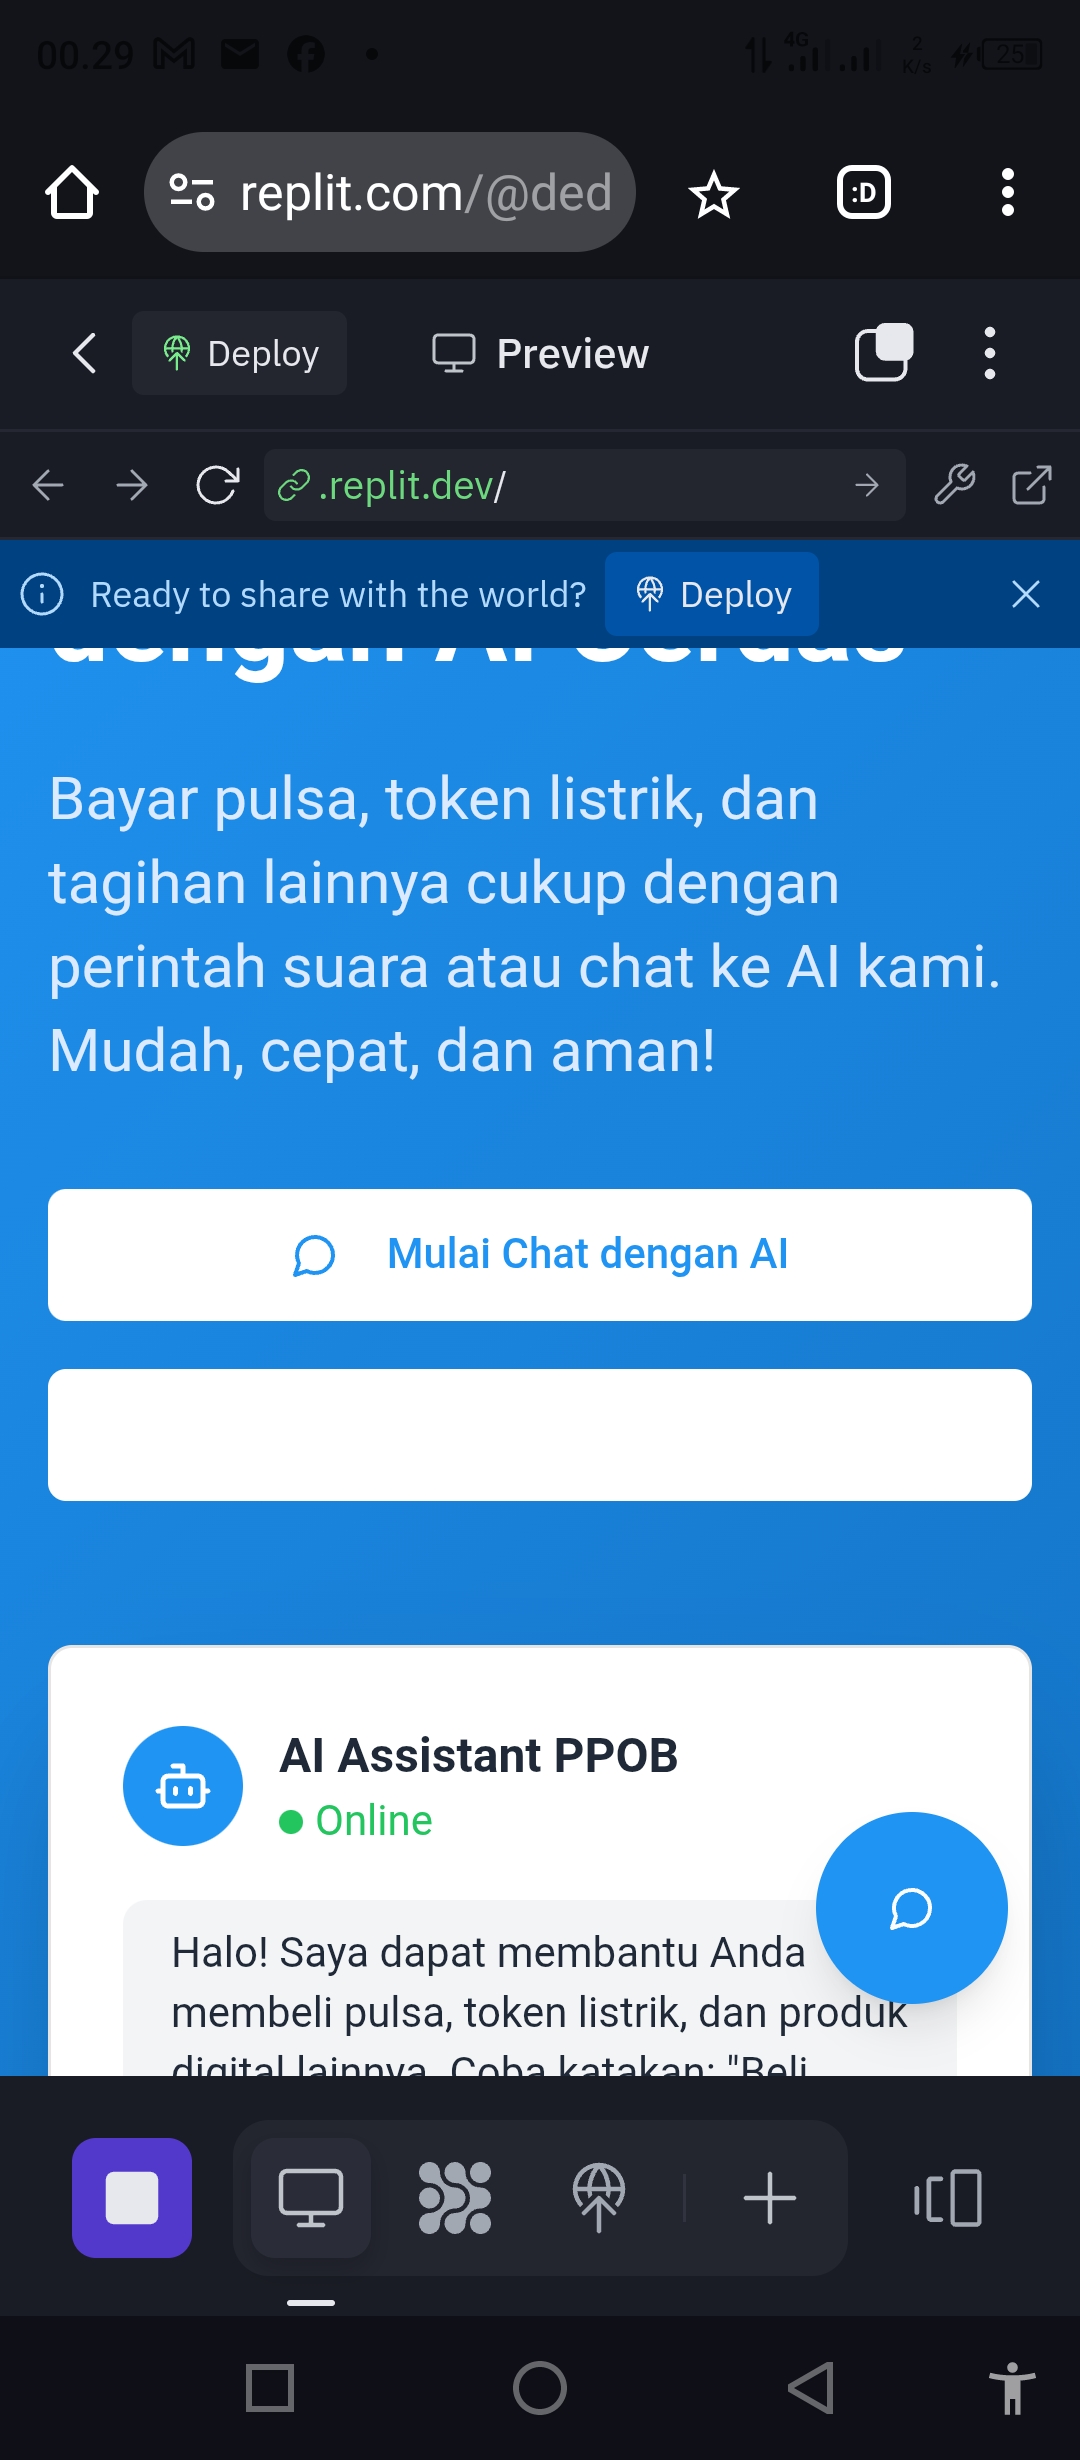 00.29
4G
2
K/s
25
replit.com/@ded
:D
Deploy
Preview
.replit.dev/
Ready to share with the world?
Deploy
dengan AI Cerdas
Bayar pulsa, token listrik, dan
tagihan lainnya cukup dengan
perintah suara atau chat ke AI kami.
Mudah, cepat, dan aman!
Mulai Chat dengan AI
AI Assistant PPOB
Online
Halo! Saya dapat membantu Anda
membeli pulsa, token listrik, dan produk
digital lainnya. Coba katakan: "Beli